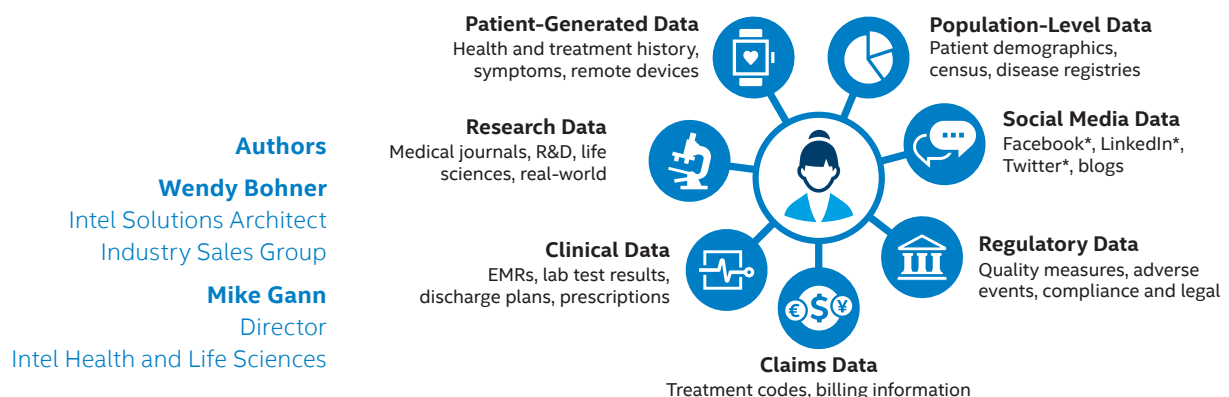 Authors
Wendy Bohner
Intel Solutions Architect
Industry Sales Group
Mike Gann
Director
Intel Health and Life Sciences
Patient-Generated Data
Health and treatment history,
symptoms, remote devices
Population-Level Data
Patient demographics,
census, disease registries
Research Data
Medical journals, R&D, life
sciences, real-world
Social Media Data
Facebook*, LinkedIn*,
Twitter*, blogs
Clinical Data
EMRs, lab test results,
discharge plans, prescriptions
Regulatory Data
Quality measures, adverse
events, compliance and legal
€ $ ¥
Claims Data
Treatment codes, billing information